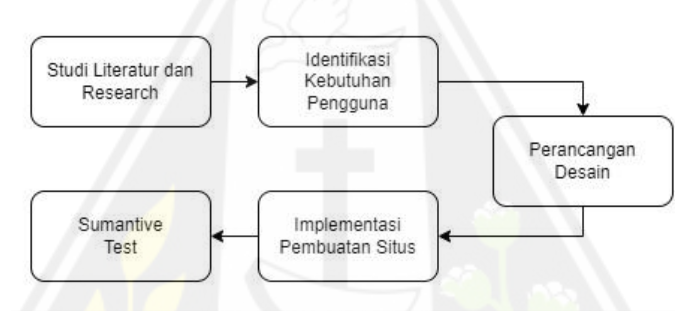 Studi Literatur dan
Research
Identifikasi
Kebutuhan
Pengguna
Perancangan
Desain
Implementasi
Pembuatan Situs
Sumantive
Test